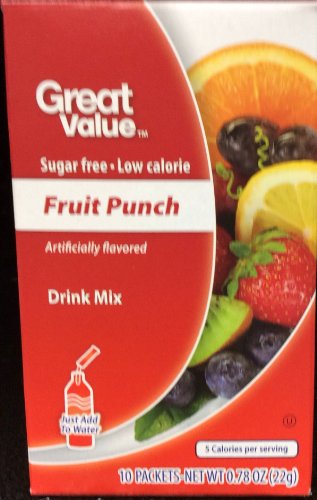 Great
Value™
Sugar free • Low calorie
Fruit Punch
Artificially flavored
Drink Mix
Just Add
To Water
U
5 Calories per serving
10 PACKETS-NET WT 0.78 OZ (22g)